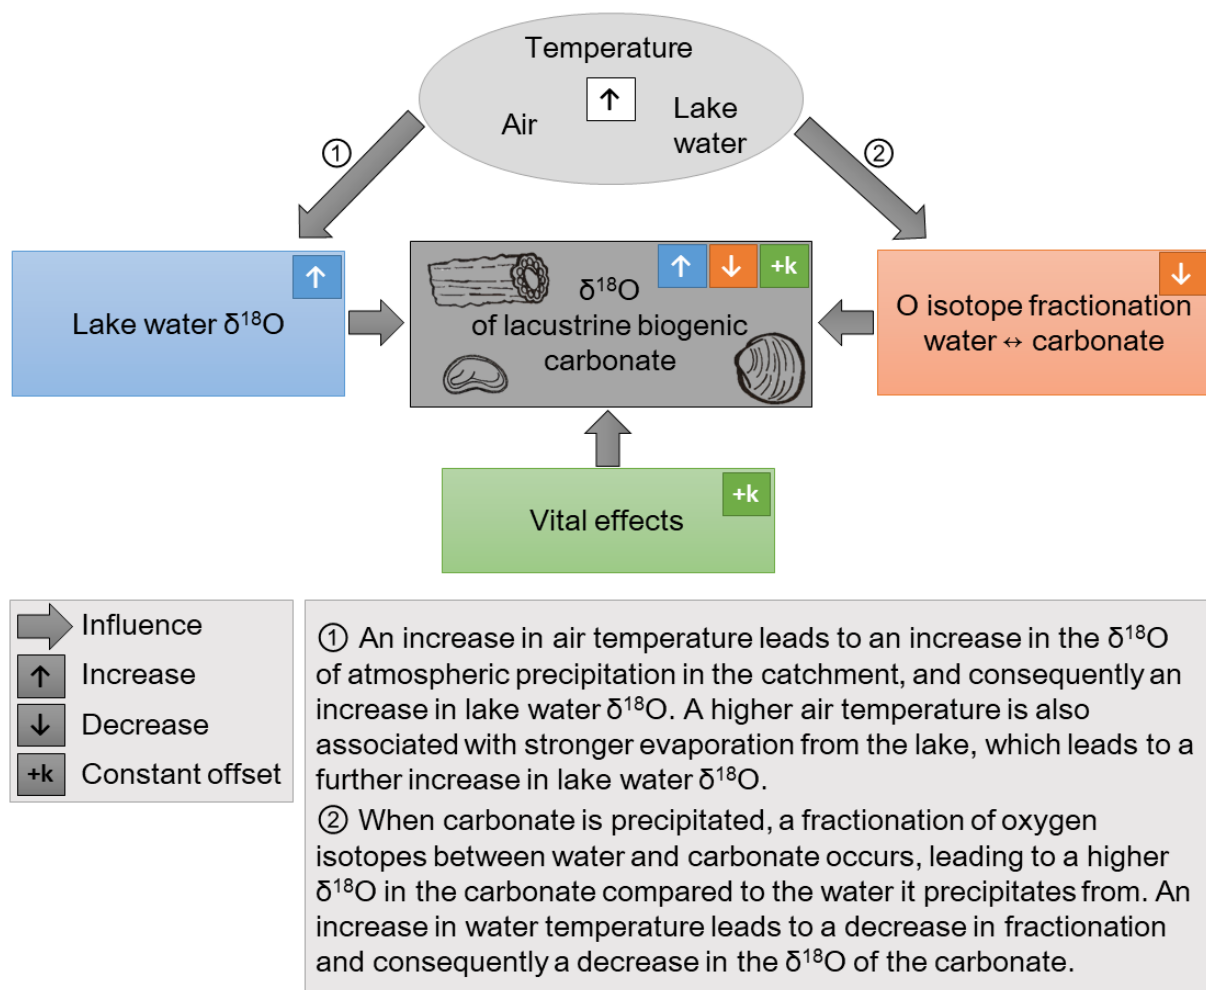 Temperature
↑
Air
Lake
water
①
②
↑
Lake water δ¹⁸O
↑ ↓ +k
δ¹⁸O
of lacustrine biogenic
carbonate
↓
O isotope fractionation
water ↔ carbonate
+k
Vital effects
Influence
↑ Increase
↓ Decrease
+k Constant offset
① An increase in air temperature leads to an increase in the δ¹⁸O
of atmospheric precipitation in the catchment, and consequently an
increase in lake water δ¹⁸O. A higher air temperature is also
associated with stronger evaporation from the lake, which leads to a
further increase in lake water δ¹⁸O.
② When carbonate is precipitated, a fractionation of oxygen
isotopes between water and carbonate occurs, leading to a higher
δ¹⁸O in the carbonate compared to the water it precipitates from. An
increase in water temperature leads to a decrease in fractionation
and consequently a decrease in the δ¹⁸O of the carbonate.